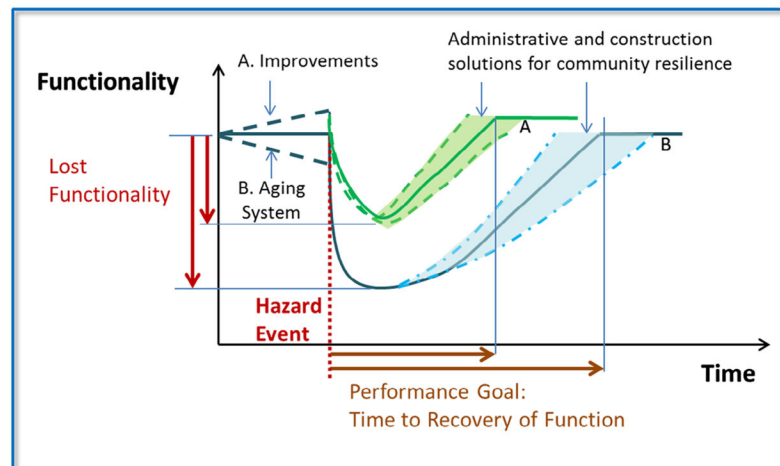 Administrative and construction
solutions for community resilience
A. Improvements
Functionality
A
B
Lost
Functionality
B. Aging
System
Hazard
Event
Time
Performance Goal:
Time to Recovery of Function